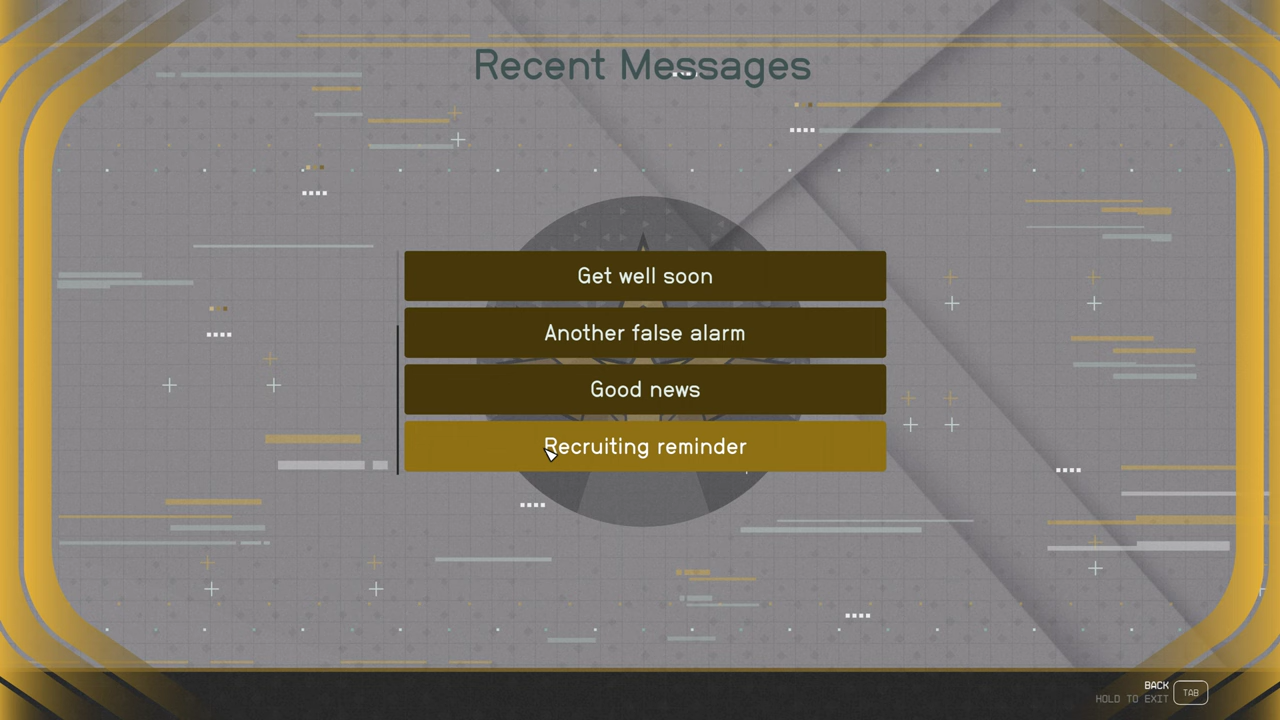 Recent Messages
Get well soon
Another false alarm
Good news
Recruiting reminder
BACK
HOLD TO EXIT
TAB